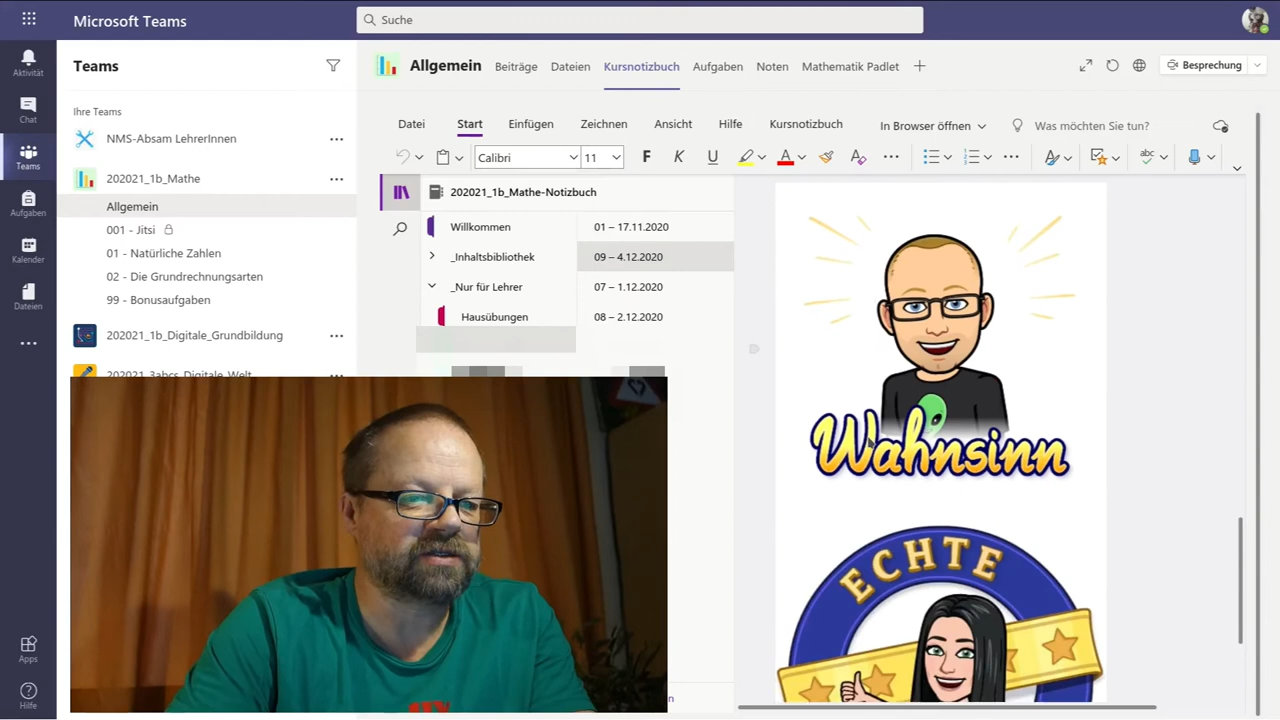 Microsoft Teams
Suche
Aktivität
Chat
Teams
Aufgaben
Kalender
Dateien
Apps
Hilfe
Teams
Ihre Teams
NMS-Absam LehrerInnen
202021_1b_Mathe
Allgemein
001 - Jitsi
01 - Natürliche Zahlen
02 - Die Grundrechnungsarten
99 - Bonusaufgaben
202021_1b_Digitale_Grundbildung
202021_3abcs_Digitale_Welt
Allgemein
Beiträge
Dateien
Kursnotizbuch
Aufgaben
Noten
Mathematik Padlet
Besprechung
Datei
Start
Einfügen
Zeichnen
Ansicht
Hilfe
Kursnotizbuch
In Browser öffnen
Was möchten Sie tun?
Calibri
11
F
K
U
A
abc
202021_1b_Mathe-Notizbuch
Willkommen
_Inhaltsbibliothek
_Nur für Lehrer
Hausübungen
01 – 17.11.2020
09 – 4.12.2020
07 – 1.12.2020
08 – 2.12.2020
Wahnsinn
ECHTE